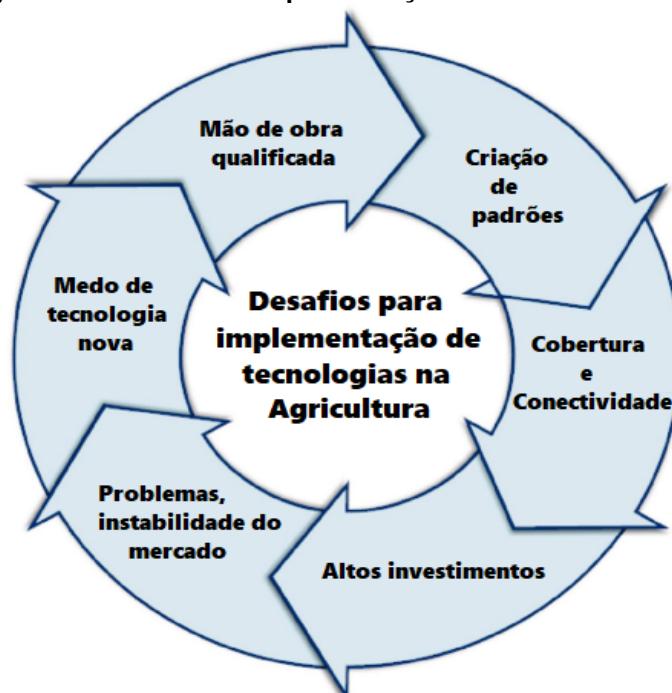 Mão de obra
qualificada
Criação
de
padrões
Cobertura
e
Conectividade
Altos investimentos
Problemas,
instabilidade do
mercado
Medo de
tecnologia
nova
Desafios para
implementação de
tecnologias na
Agricultura